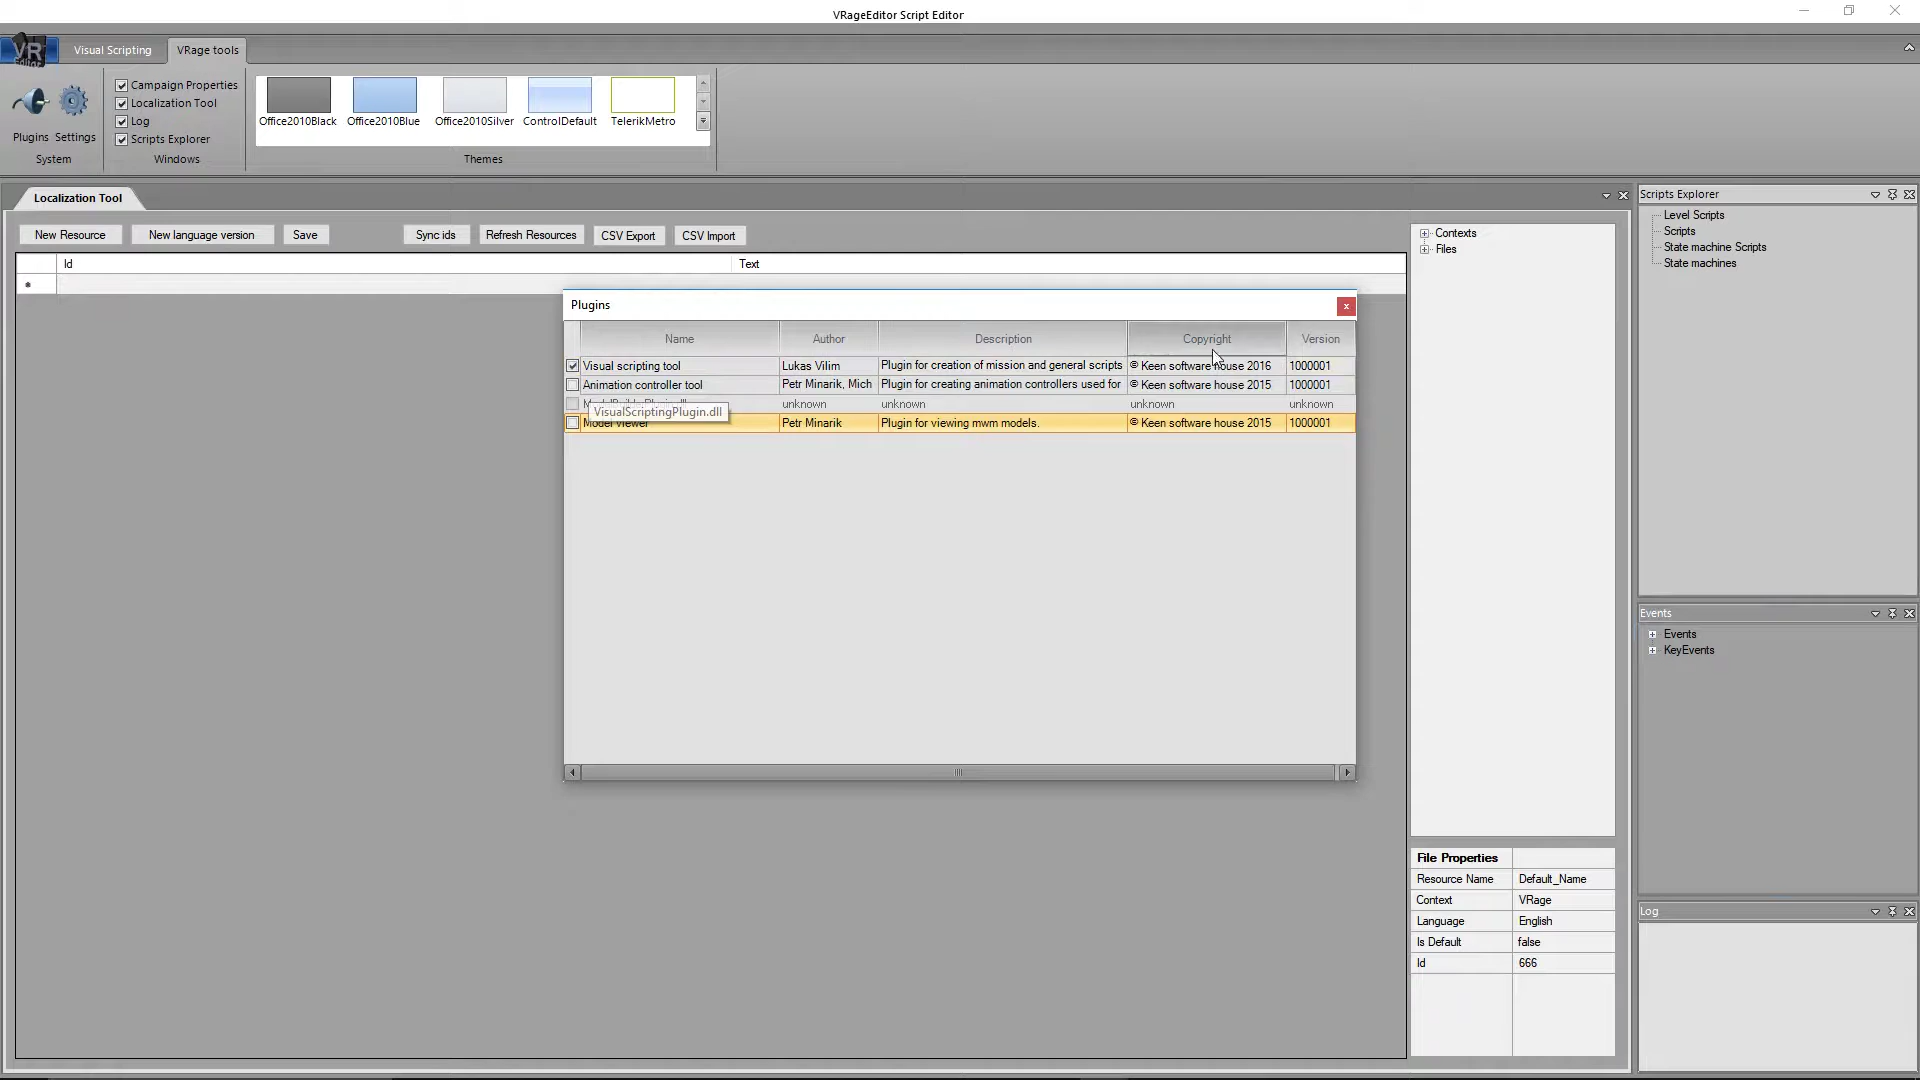 VRageEditor Script Editor
VR
Editor
Visual Scripting
VRage tools
Plugins
Settings
System
Campaign Properties
Localization Tool
Log
Scripts Explorer
Windows
Office2010Black
Office2010Blue
Office2010Silver
ControlDefault
TelerikMetro
Themes
Localization Tool
New Resource
New language version
Save
Sync ids
Refresh Resources
CSV Export
CSV Import
Id
Text
Plugins
Name Author Description Copyright Version
Visual scripting tool Lukas Vilim Plugin for creation of mission and general scripts © Keen software house 2016 1000001
Animation controller tool Petr Minarik, Mich Plugin for creating animation controllers used for © Keen software house 2015 1000001
unknown unknown unknown unknown
VisualScriptingPlugin.dll
Model viewer Petr Minarik Plugin for viewing mwm models. © Keen software house 2015 1000001
Contexts
Files
File Properties
Resource Name Default_Name
Context VRage
Language English
Is Default false
Id 666
Scripts Explorer
Level Scripts
Scripts
State machine Scripts
State machines
Events
Events
KeyEvents
Log